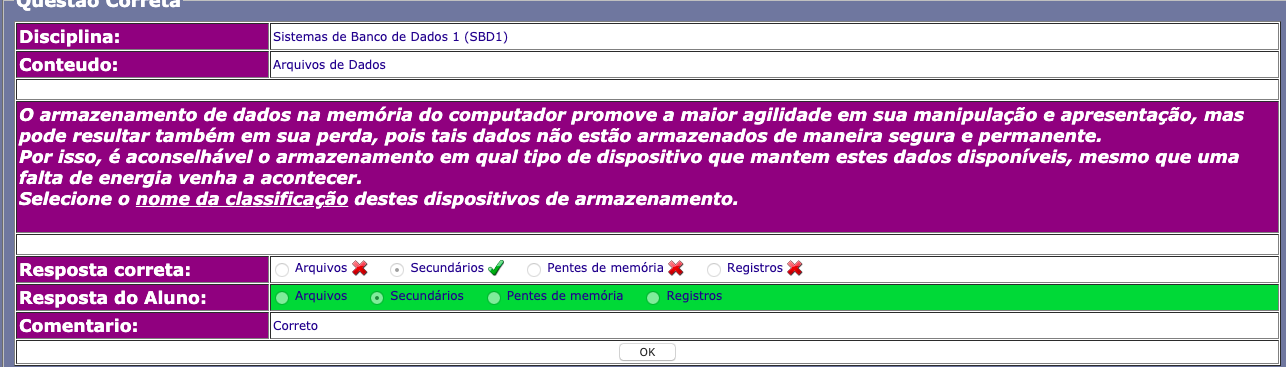 Questão Correta
Disciplina: Sistemas de Banco de Dados 1 (SBD1)
Conteudo: Arquivos de Dados
O armazenamento de dados na memória do computador promove a maior agilidade em sua manipulação e apresentação, mas
pode resultar também em sua perda, pois tais dados não estão armazenados de maneira segura e permanente.
Por isso, é aconselhável o armazenamento em qual tipo de dispositivo que mantem estes dados disponíveis, mesmo que uma
falta de energia venha a acontecer.
Selecione o nome da classificação destes dispositivos de armazenamento.
Resposta correta: Arquivos Secundários Pentes de memória Registros
Resposta do Aluno: Arquivos Secundários Pentes de memória Registros
Comentario: Correto
OK